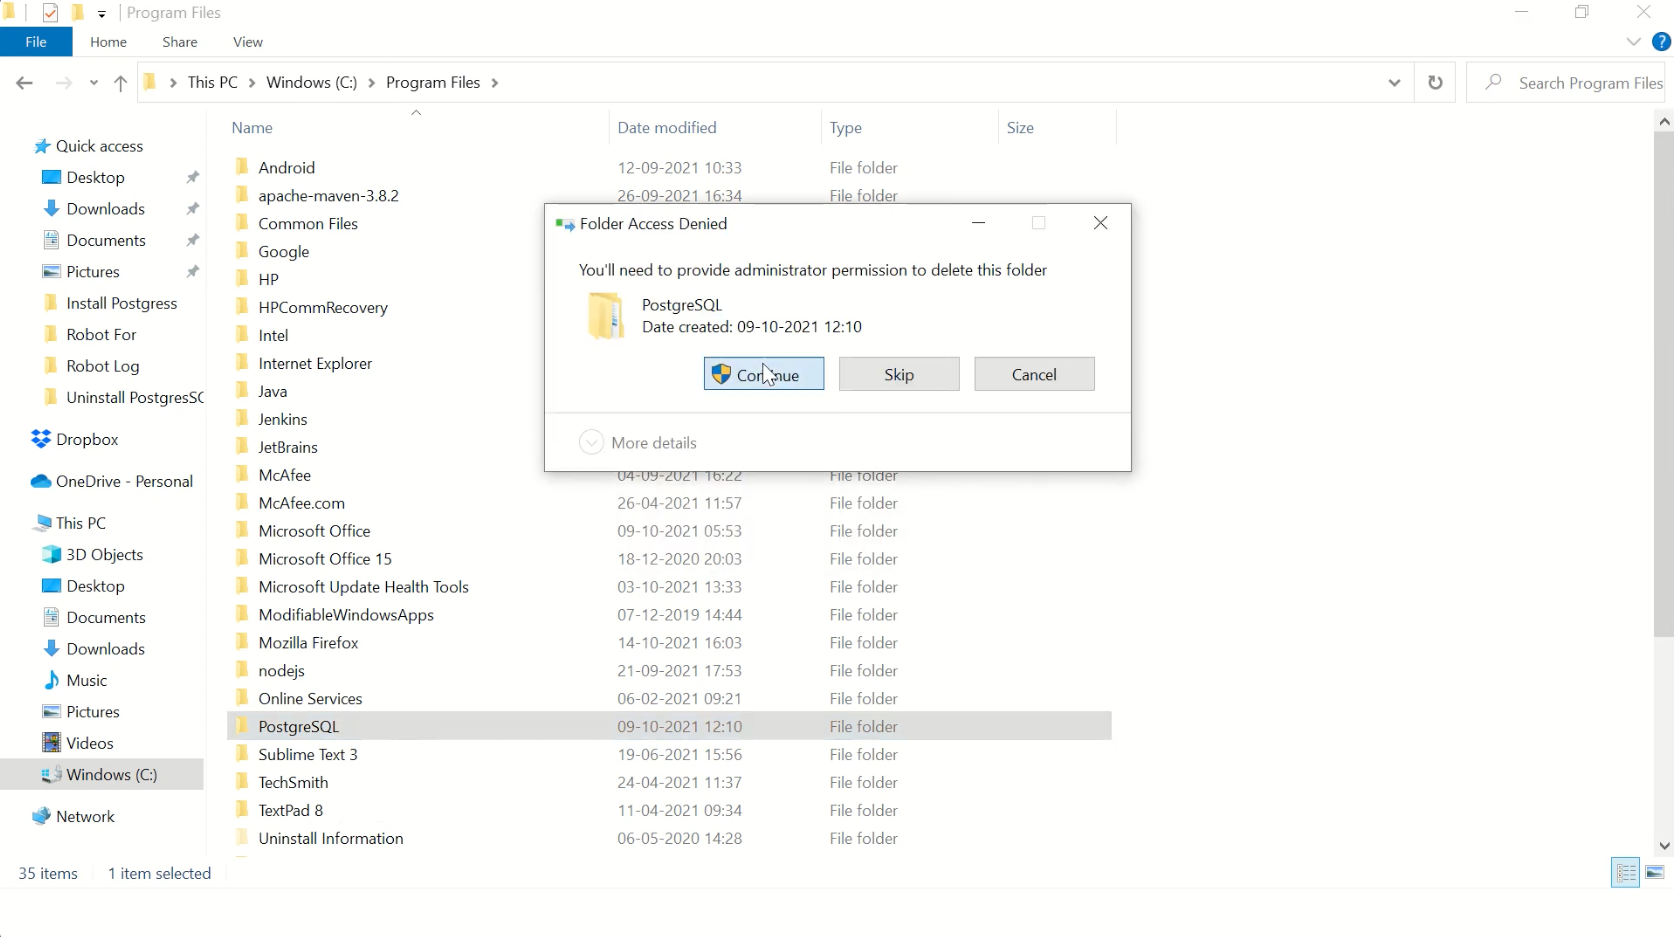 Program Files
File Home Share View
This PC > Windows (C:) > Program Files >
Search Program Files
Name Date modified Type Size
Quick access
Desktop
Downloads
Documents
Pictures
Install Postgress
Robot For
Robot Log
Uninstall PostgresSC
Dropbox
OneDrive - Personal
This PC
3D Objects
Desktop
Documents
Downloads
Music
Pictures
Videos
Windows (C:)
Network
Android 12-09-2021 10:33 File folder
apache-maven-3.8.2 26-09-2021 16:34 File folder
Common Files
Google
HP
HPCommRecovery
Intel
Internet Explorer
Java
Jenkins
JetBrains
McAfee 04-09-2021 16:22 File folder
McAfee.com 26-04-2021 11:57 File folder
Microsoft Office 09-10-2021 05:53 File folder
Microsoft Office 15 18-12-2020 20:03 File folder
Microsoft Update Health Tools 03-10-2021 13:33 File folder
ModifiableWindowsApps 07-12-2019 14:44 File folder
Mozilla Firefox 14-10-2021 16:03 File folder
nodejs 21-09-2021 17:53 File folder
Online Services 06-02-2021 09:21 File folder
PostgreSQL 09-10-2021 12:10 File folder
Sublime Text 3 19-06-2021 15:56 File folder
TechSmith 24-04-2021 11:37 File folder
TextPad 8 11-04-2021 09:34 File folder
Uninstall Information 06-05-2020 14:28 File folder
Folder Access Denied
You'll need to provide administrator permission to delete this folder
PostgreSQL
Date created: 09-10-2021 12:10
Continue Skip Cancel
More details
35 items 1 item selected